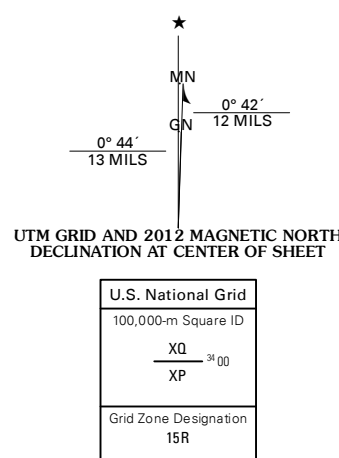 ★
MN
0° 42´
12 MILS
GN
0° 44´
13 MILS
UTM GRID AND 2012 MAGNETIC NORTH
DECLINATION AT CENTER OF SHEET
U.S. National Grid
100,000-m Square ID
XQ
34 00
XP
Grid Zone Designation
15R